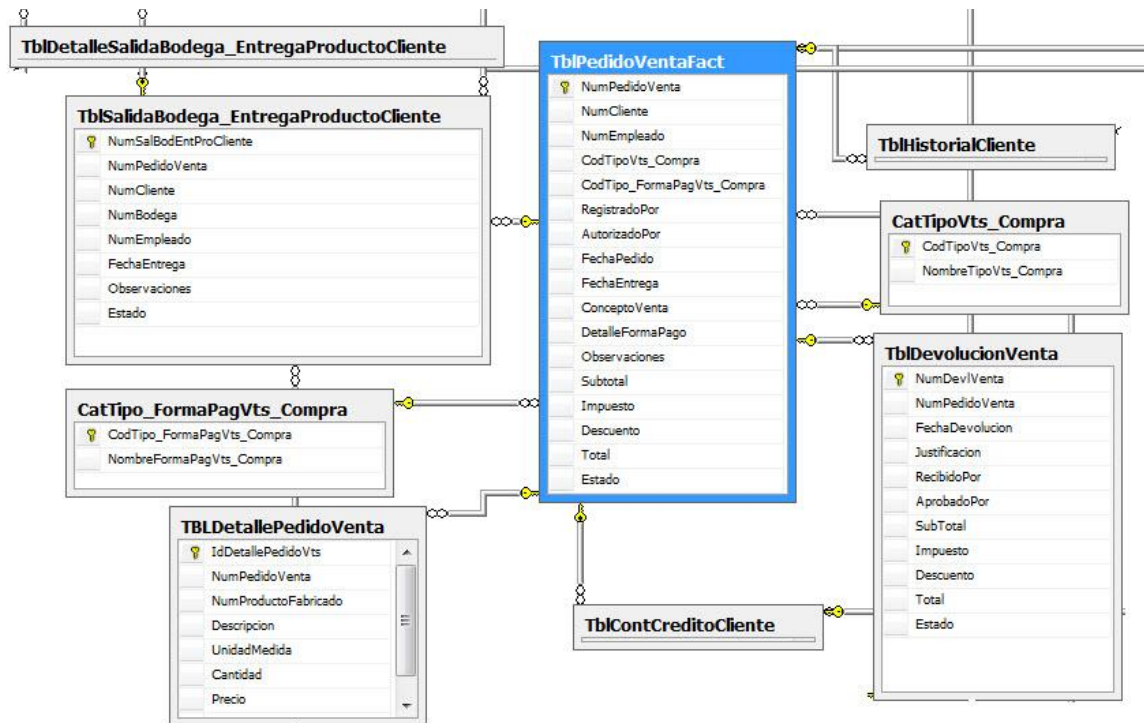 TblDetalleSalidaBodega_EntregaProductoCliente
TblSalidaBodega_EntregaProductoCliente
NumSalBodEntProCliente
NumPedidoVenta
NumCliente
NumBodega
NumEmpleado
FechaEntrega
Observaciones
Estado
CatTipo_FormaPagVts_Compra
CodTipo_FormaPagVts_Compra
NombreFormaPagVts_Compra
TBLDetallePedidoVenta
IdDetallePedidoVts
NumPedidoVenta
NumProductoFabricado
Descripcion
UnidadMedida
Cantidad
Precio
TblPedidoVentaFact
NumPedidoVenta
NumCliente
NumEmpleado
CodTipoVts_Compra
CodTipo_FormaPagVts_Compra
RegistradoPor
AutorizadoPor
FechaPedido
FechaEntrega
ConceptoVenta
DetalleFormaPago
Observaciones
Subtotal
Impuesto
Descuento
Total
Estado
TblContCreditoCliente
TblHistorialCliente
CatTipoVts_Compra
CodTipoVts_Compra
NombreTipoVts_Compra
TblDevolucionVenta
NumDevlVenta
NumPedidoVenta
FechaDevolucion
Justificacion
RecibidoPor
AprobadoPor
SubTotal
Impuesto
Descuento
Total
Estado